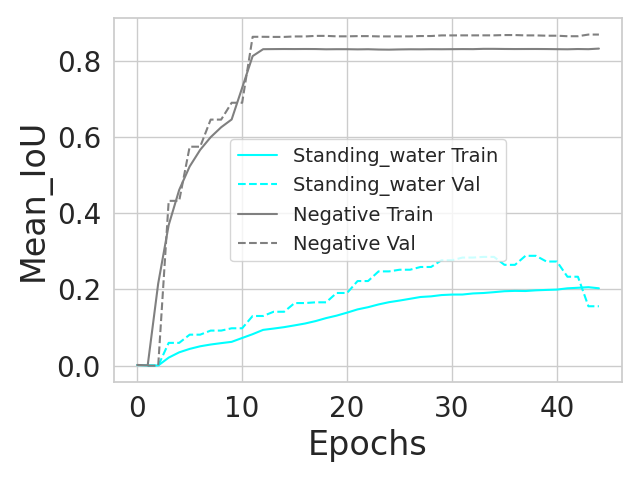 0.8
0.6
0.4
0.2
0.0
Mean_IoU
Standing_water Train
Standing_water Val
Negative Train
Negative Val
0 10 20 30 40
Epochs